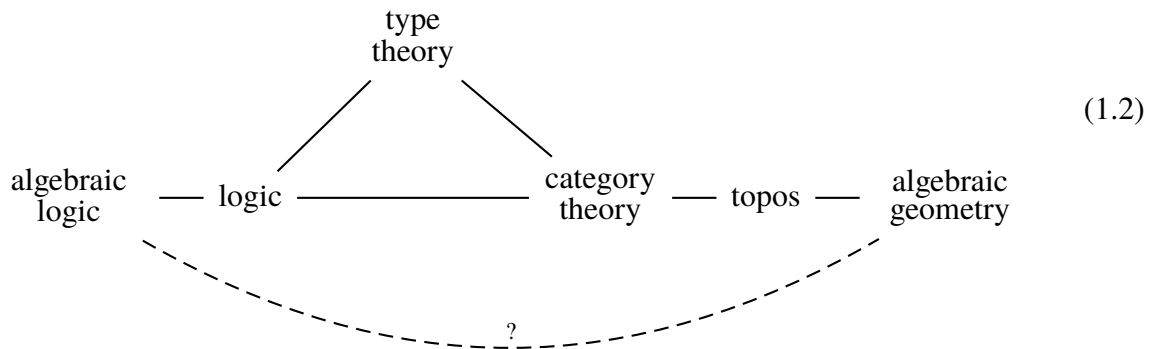 type
theory
(1.2)
algebraic
logic
logic
category
theory
topos
algebraic
geometry
?